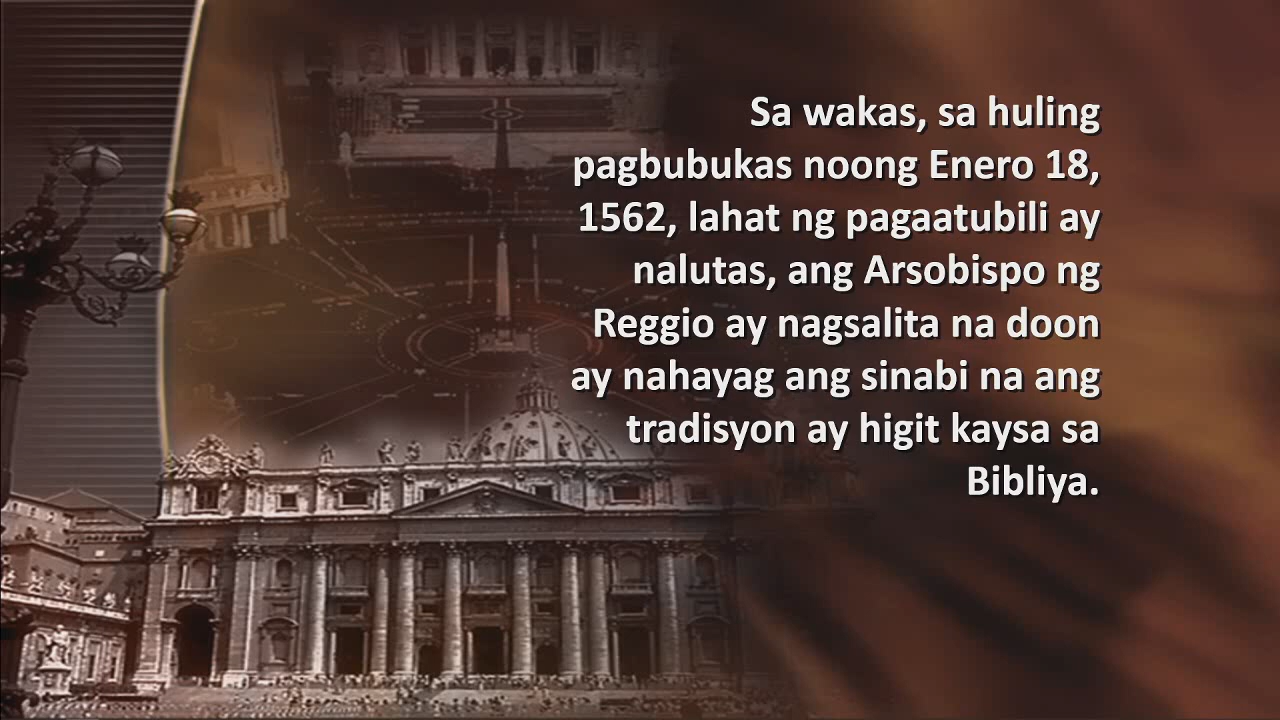 Sa wakas, sa huling
pagbubukas noong Enero 18,
1562, lahat ng pagaatubili ay
nalutas, ang Arsobispo ng
Reggio ay nagsalita na doon
ay nahayag ang sinabi na ang
tradisyon ay higit kaysa sa
Bibliya.